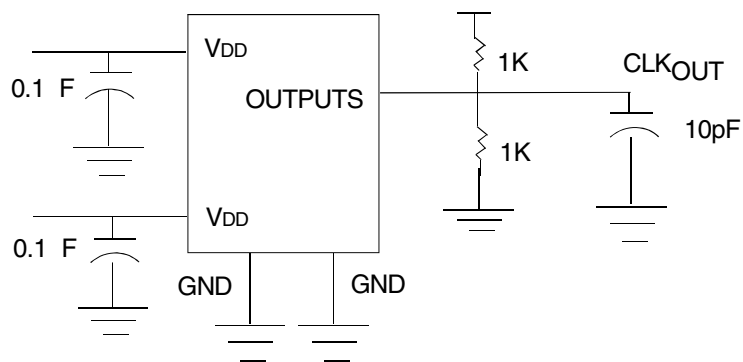 VDD
1K
CLKOUT
0.1 F
OUTPUTS
10pF
1K
VDD
0.1 F
GND
GND